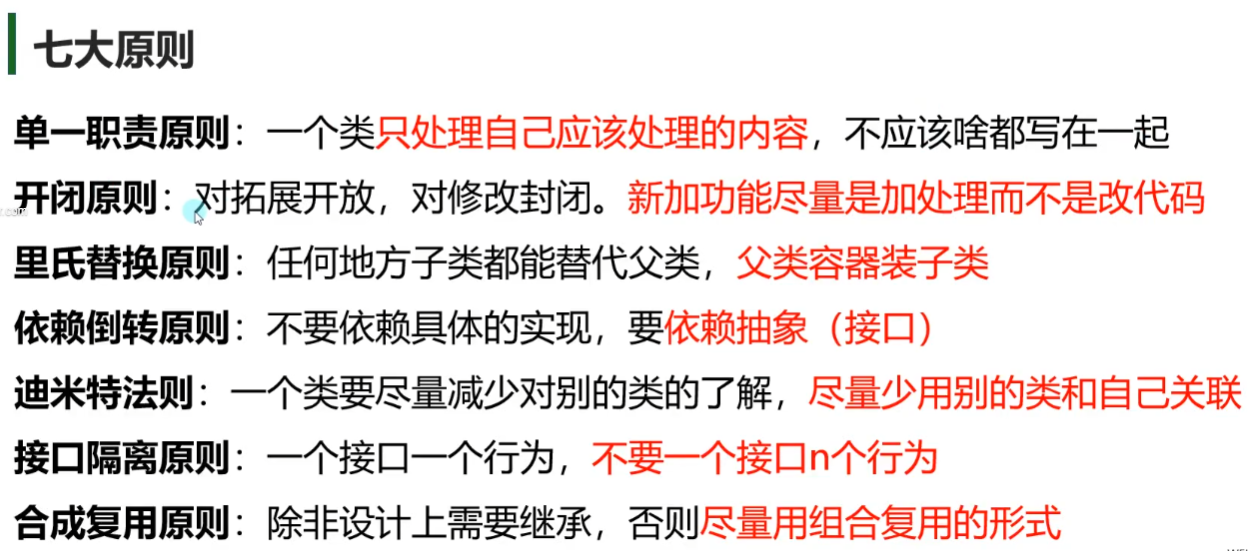 七大原则
单一职责原则：一个类只处理自己应该处理的内容，不应该啥都写在一起
开闭原则：对拓展开放，对修改封闭。新加功能尽量是加处理而不是改代码
里氏替换原则：任何地方子类都能替代父类，父类容器装子类
依赖倒转原则：不要依赖具体的实现，要依赖抽象（接口）
迪米特法则：一个类要尽量减少对别的类的了解，尽量少用别的类和自己关联
接口隔离原则：一个接口一个行为，不要一个接口n个行为
合成复用原则：除非设计上需要继承，否则尽量用组合复用的形式